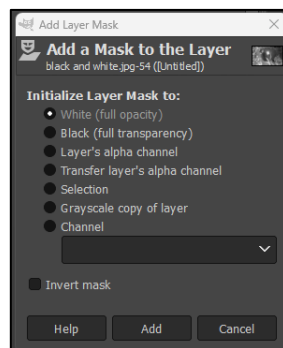 Add Layer Mask
Add a Mask to the Layer
black and white.jpg-54 ([Untitled])
Initialize Layer Mask to:
White (full opacity)
Black (full transparency)
Layer's alpha channel
Transfer layer's alpha channel
Selection
Grayscale copy of layer
Channel
Invert mask
Help Add Cancel